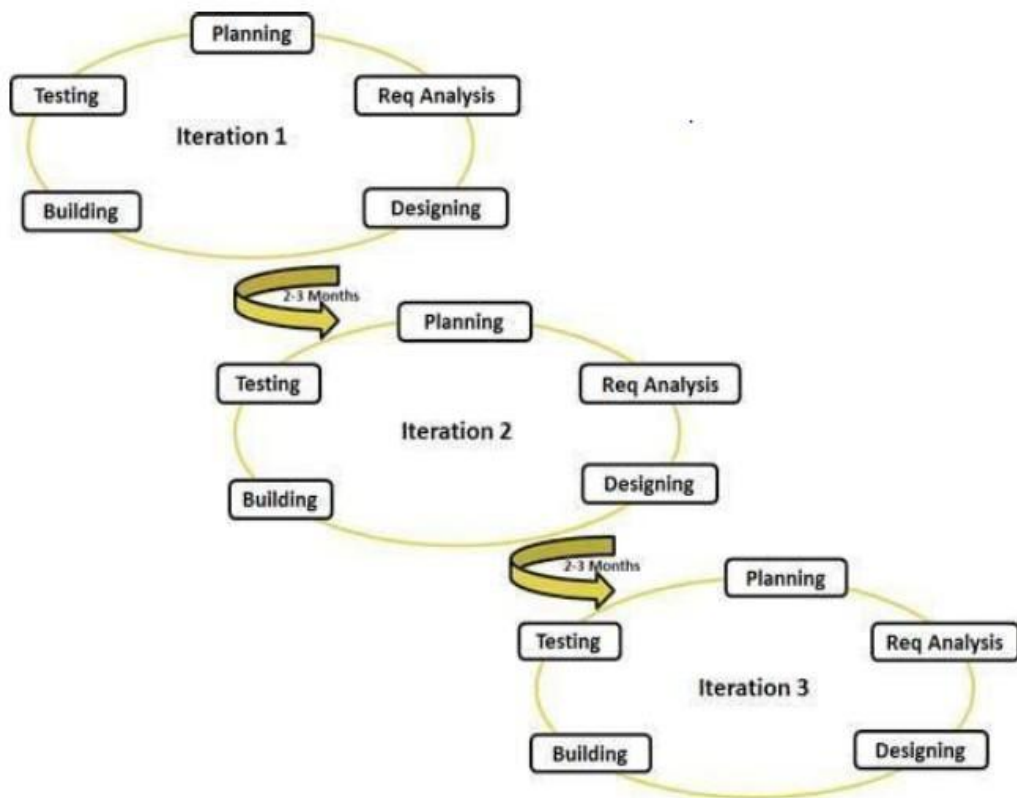 Planning
Testing
Req Analysis
Iteration 1
Building
Designing
2-3 Months
Planning
Testing
Req Analysis
Iteration 2
Building
Designing
2-3 Months
Planning
Testing
Req Analysis
Iteration 3
Building
Designing